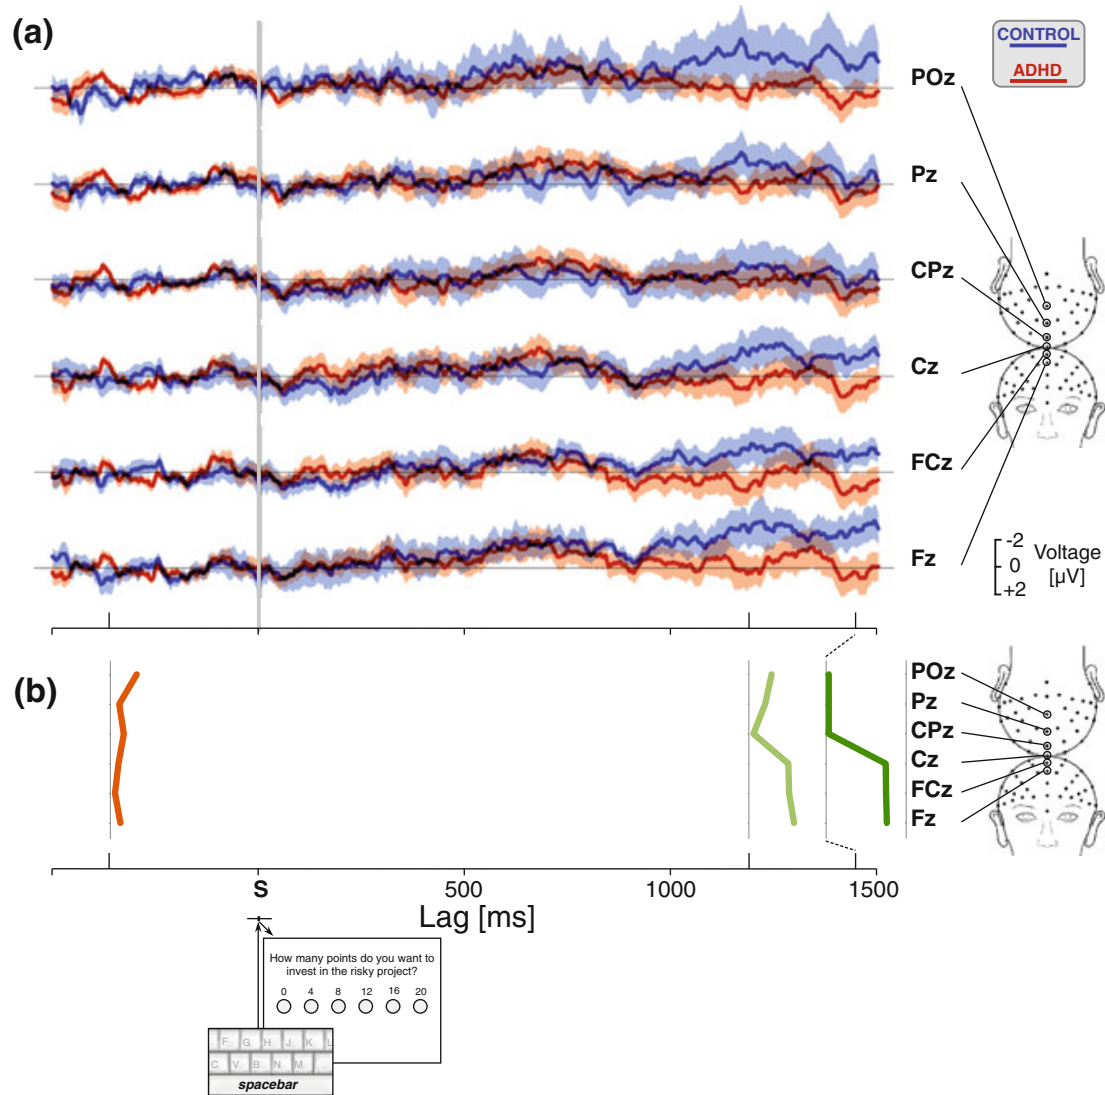 (a)
CONTROL
ADHD
POz
Pz
CPz
Cz
FCz
Fz
-2
0
+2
Voltage
[µV]
(b)
POz
Pz
CPz
Cz
FCz
Fz
S 500 1000 1500
Lag [ms]
How many points do you want to
invest in the risky project?
0 4 8 12 16 20
F G H J K L
C V B N M
spacebar